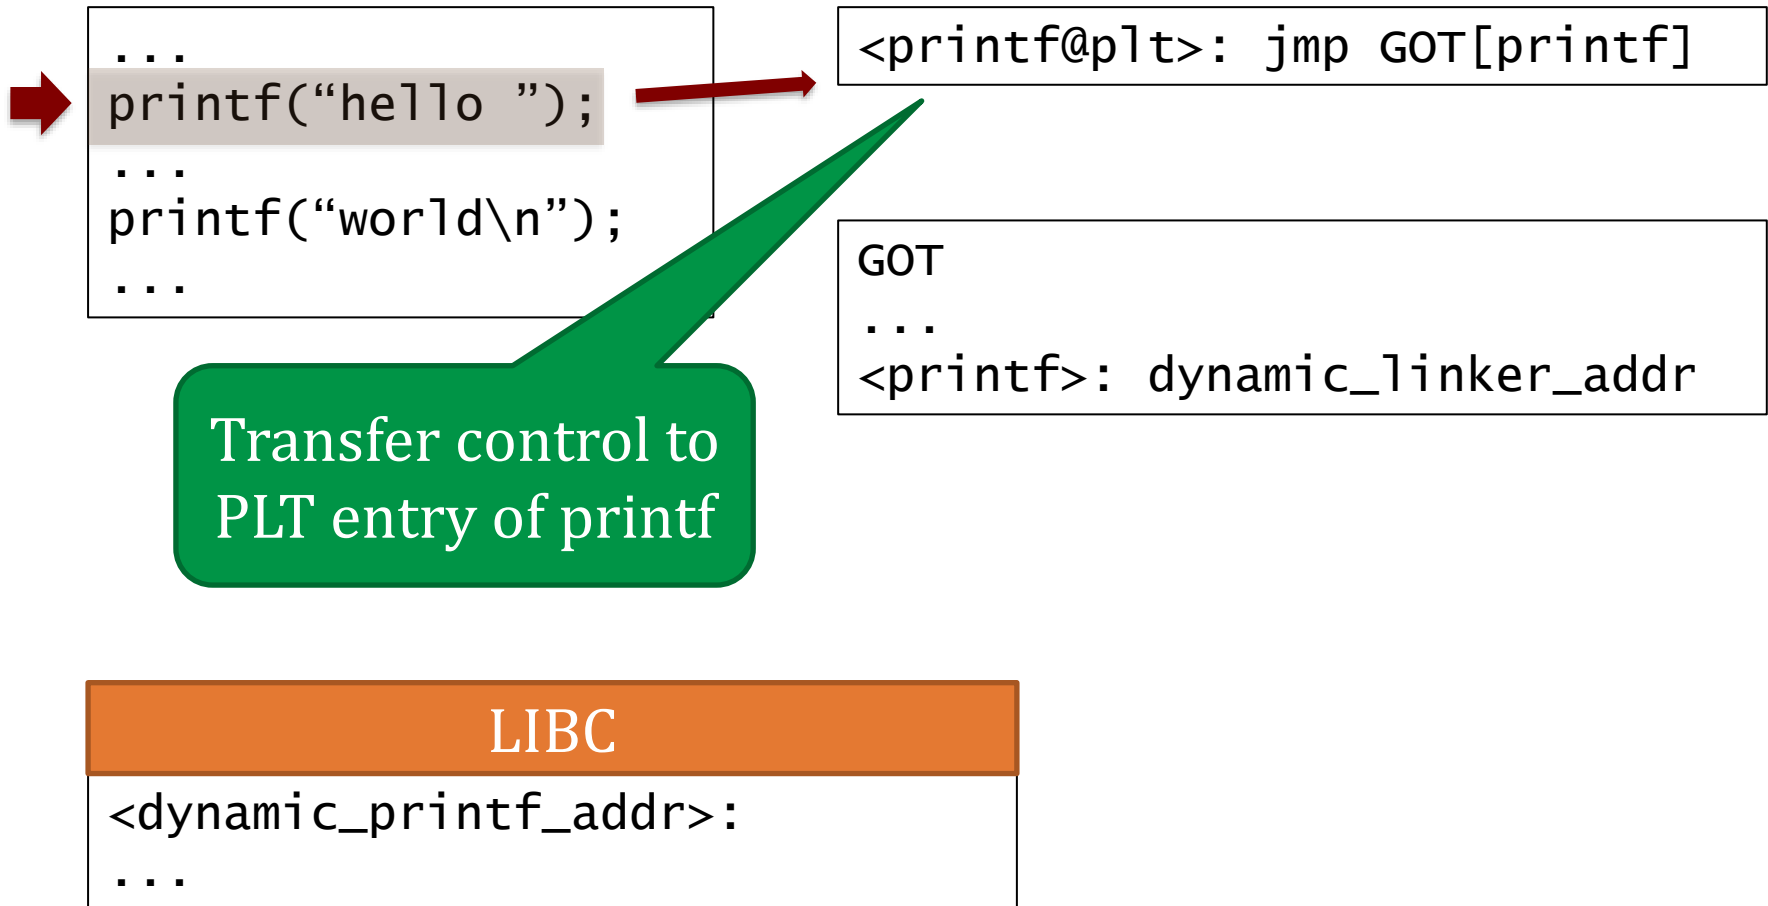 ...
printf(“hello ”);
...
printf(“world\n”);
...
<printf@plt>: jmp GOT[printf]
GOT
...
<printf>: dynamic_linker_addr
Transfer control to
PLT entry of printf
LIBC
<dynamic_printf_addr>:
...